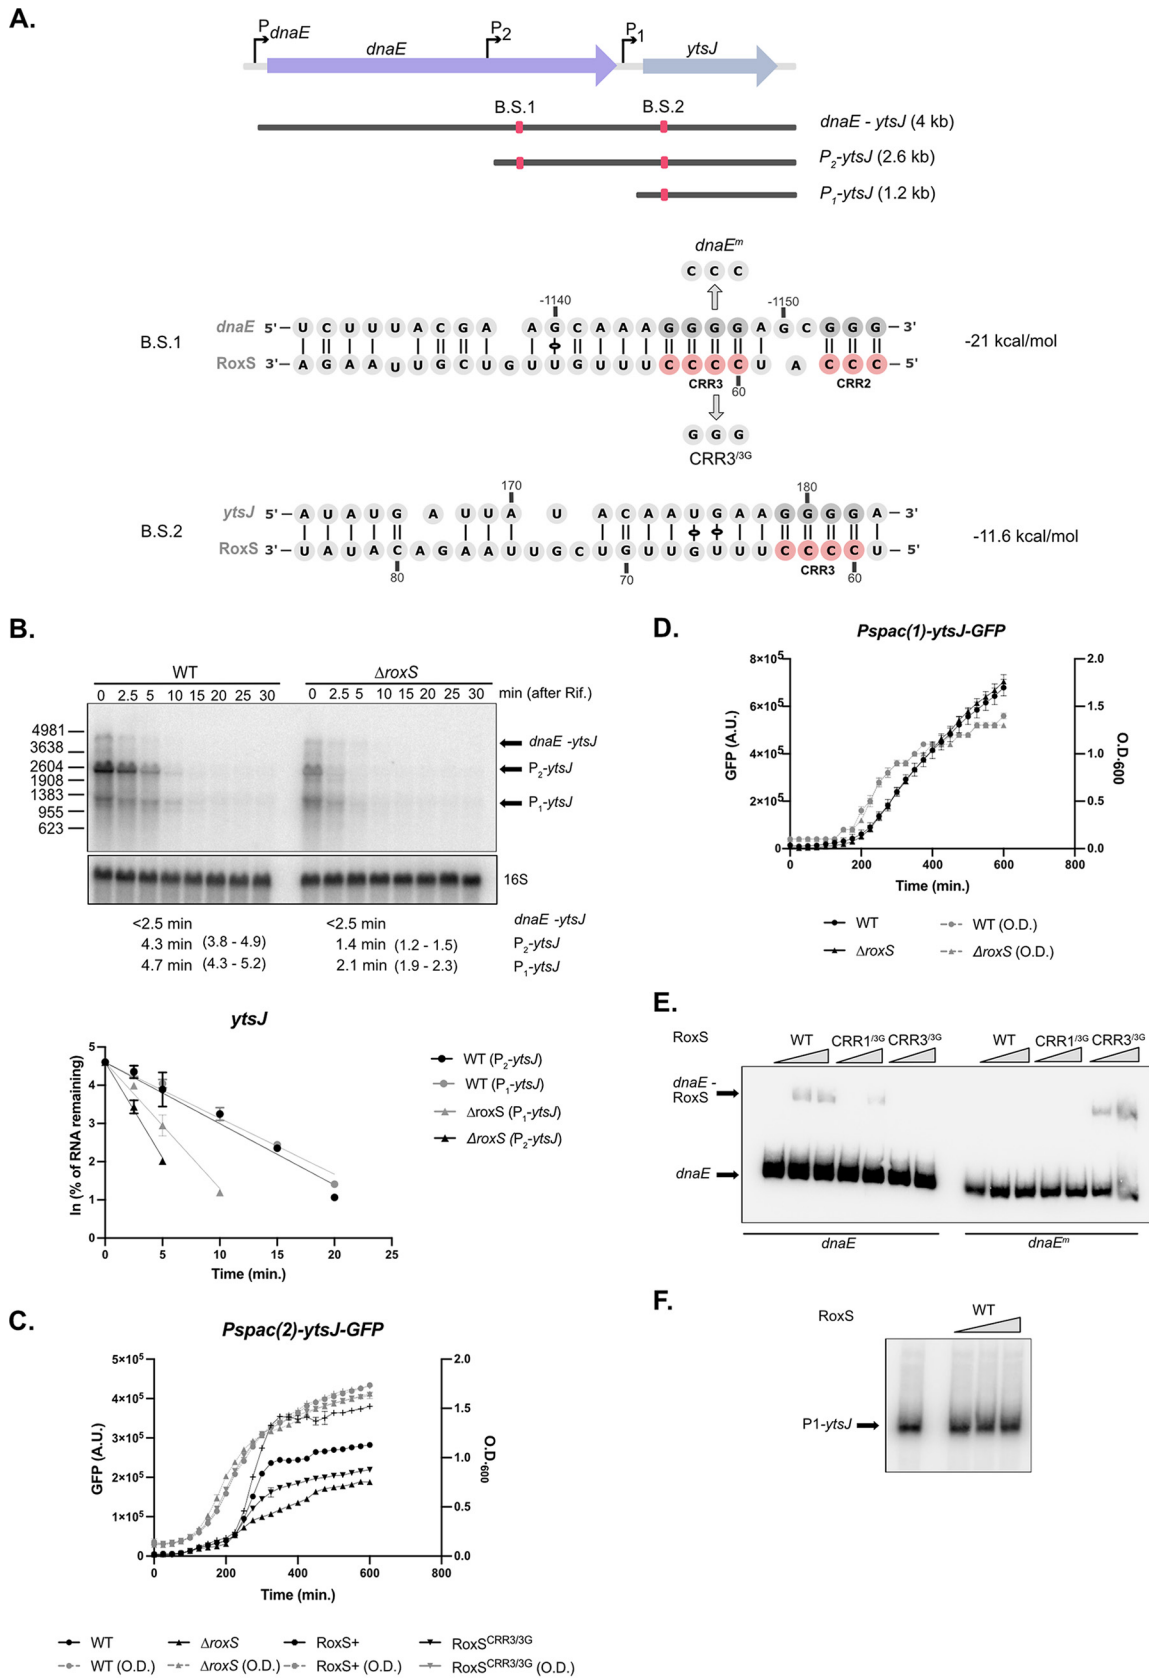 A.
P dnaE P2 P1
dnaE ytsJ
B.S.1 B.S.2
dnaE - ytsJ (4 kb)
P2-ytsJ (2.6 kb)
P1-ytsJ (1.2 kb)
dnaEᵐ
C C C
-1140 -1150
dnaE 5' U C U U U A C G A A G C A A A G G G G A G C G G G 3'
B.S.1 -21 kcal/mol
RoxS 3' A G A A U U G C U G U U G U U U C C C C U A C C C 5'
CRR3 60 CRR2
G G G
CRR3/3G
170 180
ytsJ 5' A U A U G A U U A U A C A A U G A A G G G G A 3'
B.S.2 -11.6 kcal/mol
RoxS 3' U A U A C A G A A U U G C U G U U G U U U C C C C U 5'
80 70 CRR3 60
B.
WT ΔroxS
0 2.5 5 10 15 20 25 30 0 2.5 5 10 15 20 25 30 min (after Rif.)
4981
3638
2604
1908
1383
955
623
dnaE -ytsJ
P2-ytsJ
P1-ytsJ
16S
<2.5 min <2.5 min dnaE -ytsJ
4.3 min (3.8 - 4.9) 1.4 min (1.2 - 1.5) P2-ytsJ
4.7 min (4.3 - 5.2) 2.1 min (1.9 - 2.3) P1-ytsJ
ytsJ
5
4
3
2
1
0
ln (% of RNA remaining)
0 5 10 15 20 25
Time (min.)
WT (P2-ytsJ)
WT (P1-ytsJ)
ΔroxS (P1-ytsJ)
ΔroxS (P2-ytsJ)
C.
Pspac(2)-ytsJ-GFP
5×10⁵
4×10⁵
3×10⁵
2×10⁵
1×10⁵
0
GFP (A.U.)
2.0
1.5
1.0
0.5
0.0
O.D.600
0 200 400 600 800
Time (min.)
WT ΔroxS RoxS+ RoxS CRR3/3G
WT (O.D.) ΔroxS (O.D.) RoxS+ (O.D.) RoxS CRR3/3G (O.D.)
D.
Pspac(1)-ytsJ-GFP
8×10⁵
6×10⁵
4×10⁵
2×10⁵
0
GFP (A.U.)
2.0
1.5
1.0
0.5
0.0
O.D.600
0 200 400 600 800
Time (min.)
WT WT (O.D.)
ΔroxS ΔroxS (O.D.)
E.
RoxS WT CRR1/3G CRR3/3G WT CRR1/3G CRR3/3G
dnaE -
RoxS
dnaE
dnaE dnaEᵐ
F.
RoxS WT
P1-ytsJ